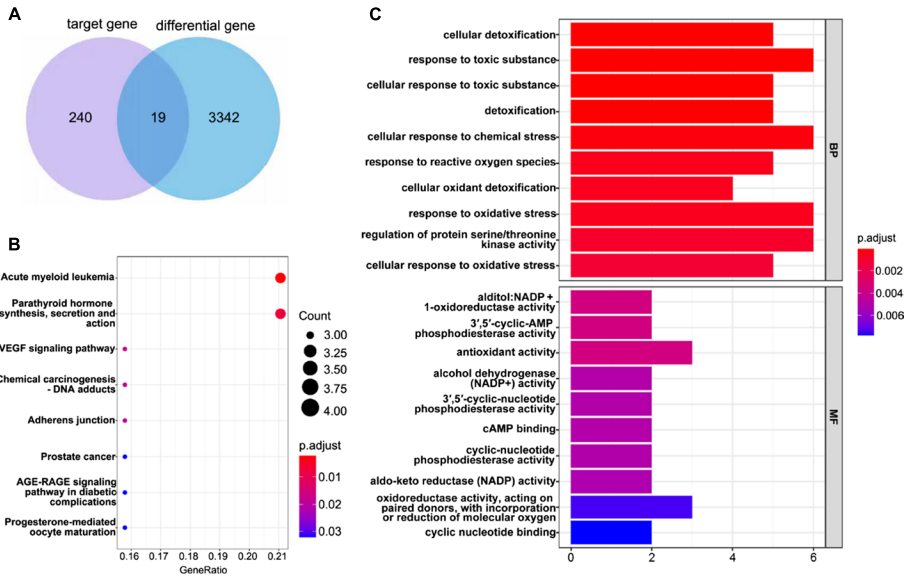 A
target gene
differential gene
240
19
3342
B
Acute myeloid leukemia
Parathyroid hormone
synthesis, secretion and
action
VEGF signaling pathway
Chemical carcinogenesis
- DNA adducts
Adherens junction
Prostate cancer
AGE-RAGE signaling
pathway in diabetic
complications
Progesterone-mediated
oocyte maturation
0.16
0.17
0.18
0.19
0.20
0.21
GeneRatio
Count
3.00
3.25
3.50
3.75
4.00
p.adjust
0.01
0.02
0.03
C
cellular detoxification
response to toxic substance
cellular response to toxic substance
detoxification
cellular response to chemical stress
response to reactive oxygen species
cellular oxidant detoxification
response to oxidative stress
regulation of protein serine/threonine
kinase activity
cellular response to oxidative stress
BP
alditol:NADP +
1-oxidoreductase activity
3′,5′-cyclic-AMP
phosphodiesterase activity
antioxidant activity
alcohol dehydrogenase
(NADP+) activity
3′,5′-cyclic-nucleotide
phosphodiesterase activity
cAMP binding
cyclic-nucleotide
phosphodiesterase activity
aldo-keto reductase (NADP) activity
oxidoreductase activity, acting on
paired donors, with incorporation
or reduction of molecular oxygen
cyclic nucleotide binding
MF
0
2
4
6
p.adjust
0.002
0.004
0.006